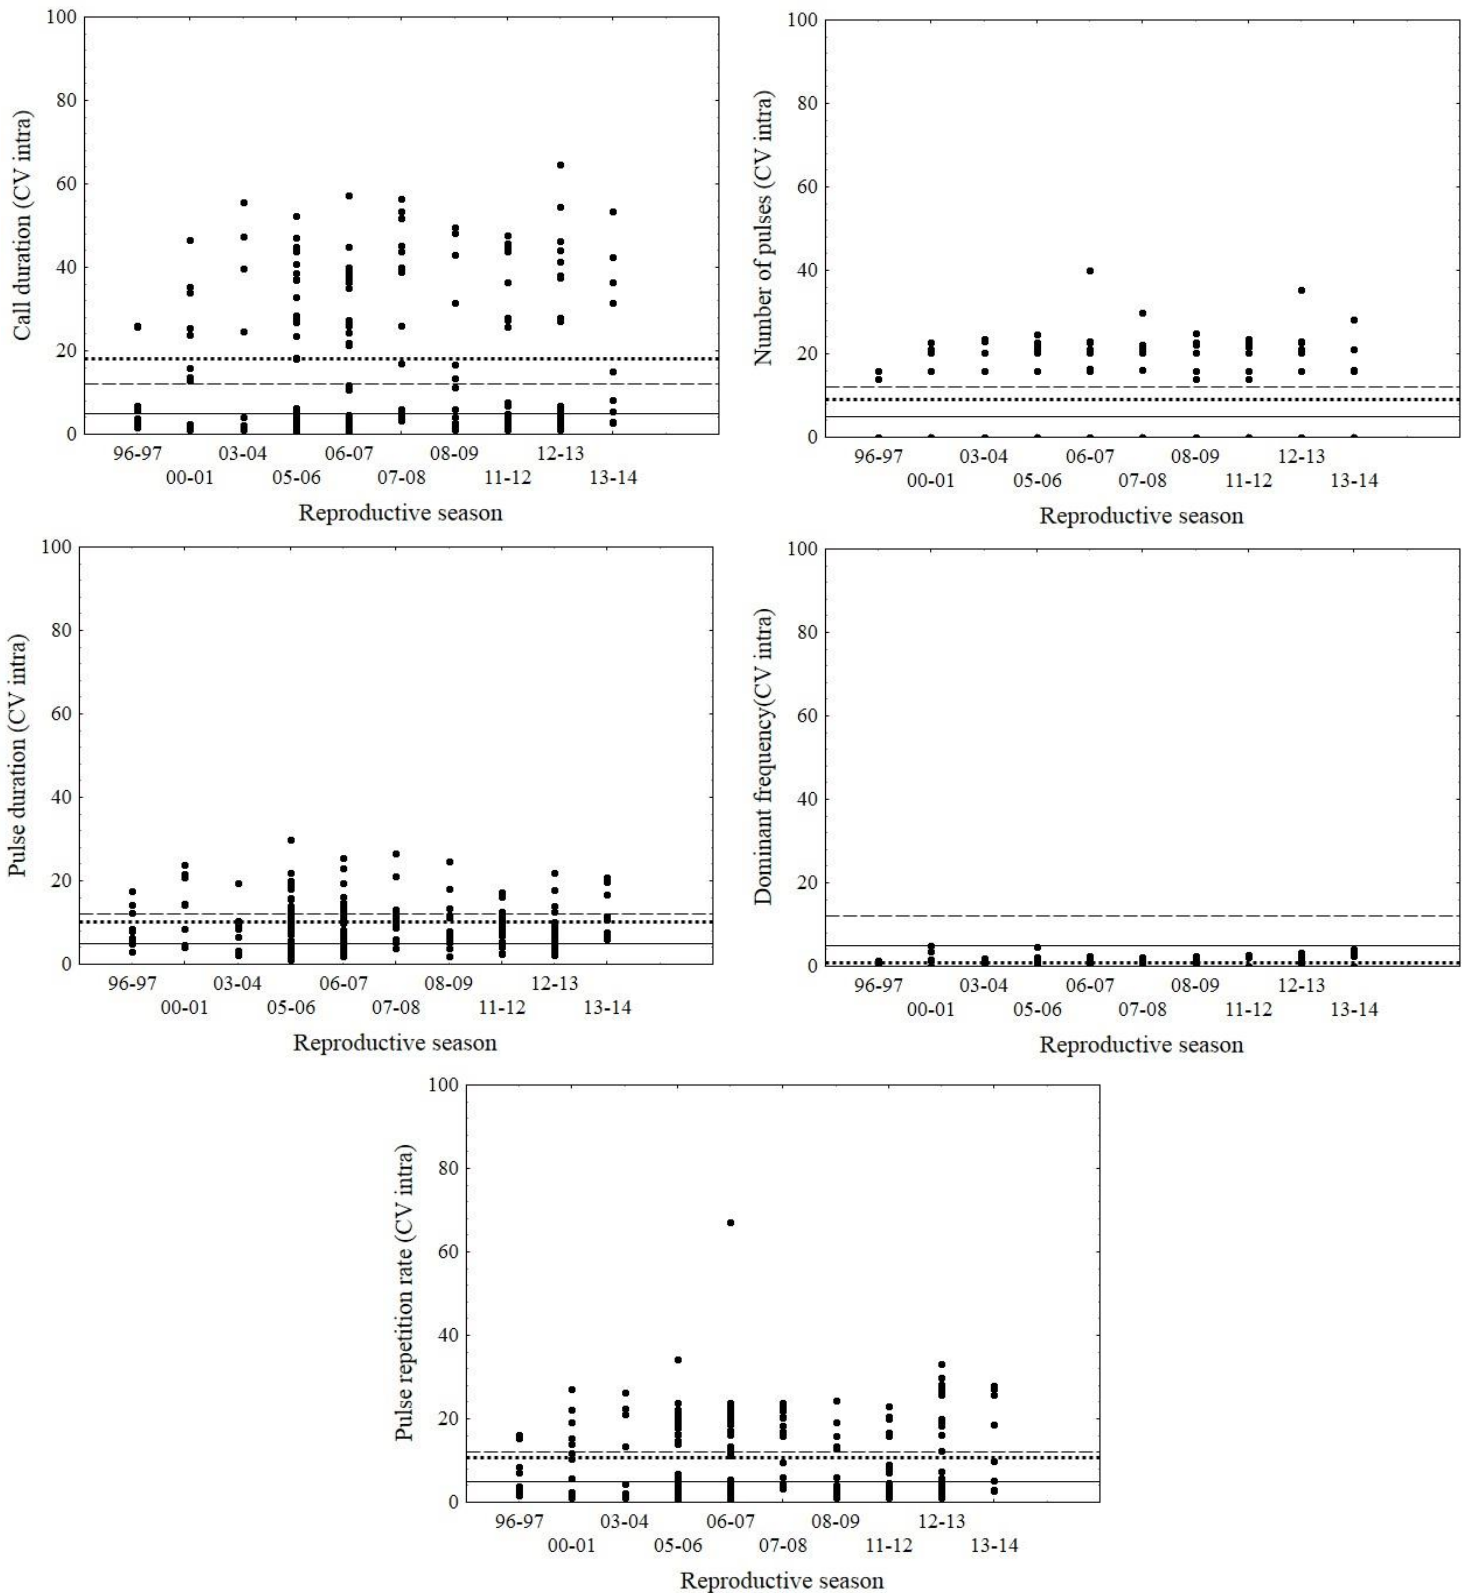 100
80
60
40
20
0
Call duration (CV intra)
96-97 03-04 06-07 08-09 12-13
00-01 05-06 07-08 11-12 13-14
Reproductive season
100
80
60
40
20
0
Number of pulses (CV intra)
96-97 03-04 06-07 08-09 12-13
00-01 05-06 07-08 11-12 13-14
Reproductive season
100
80
60
40
20
0
Pulse duration (CV intra)
96-97 03-04 06-07 08-09 12-13
00-01 05-06 07-08 11-12 13-14
Reproductive season
100
80
60
40
20
0
Dominant frequency(CV intra)
96-97 03-04 06-07 08-09 12-13
00-01 05-06 07-08 11-12 13-14
Reproductive season
100
80
60
40
20
0
Pulse repetition rate (CV intra)
96-97 03-04 06-07 08-09 12-13
00-01 05-06 07-08 11-12 13-14
Reproductive season